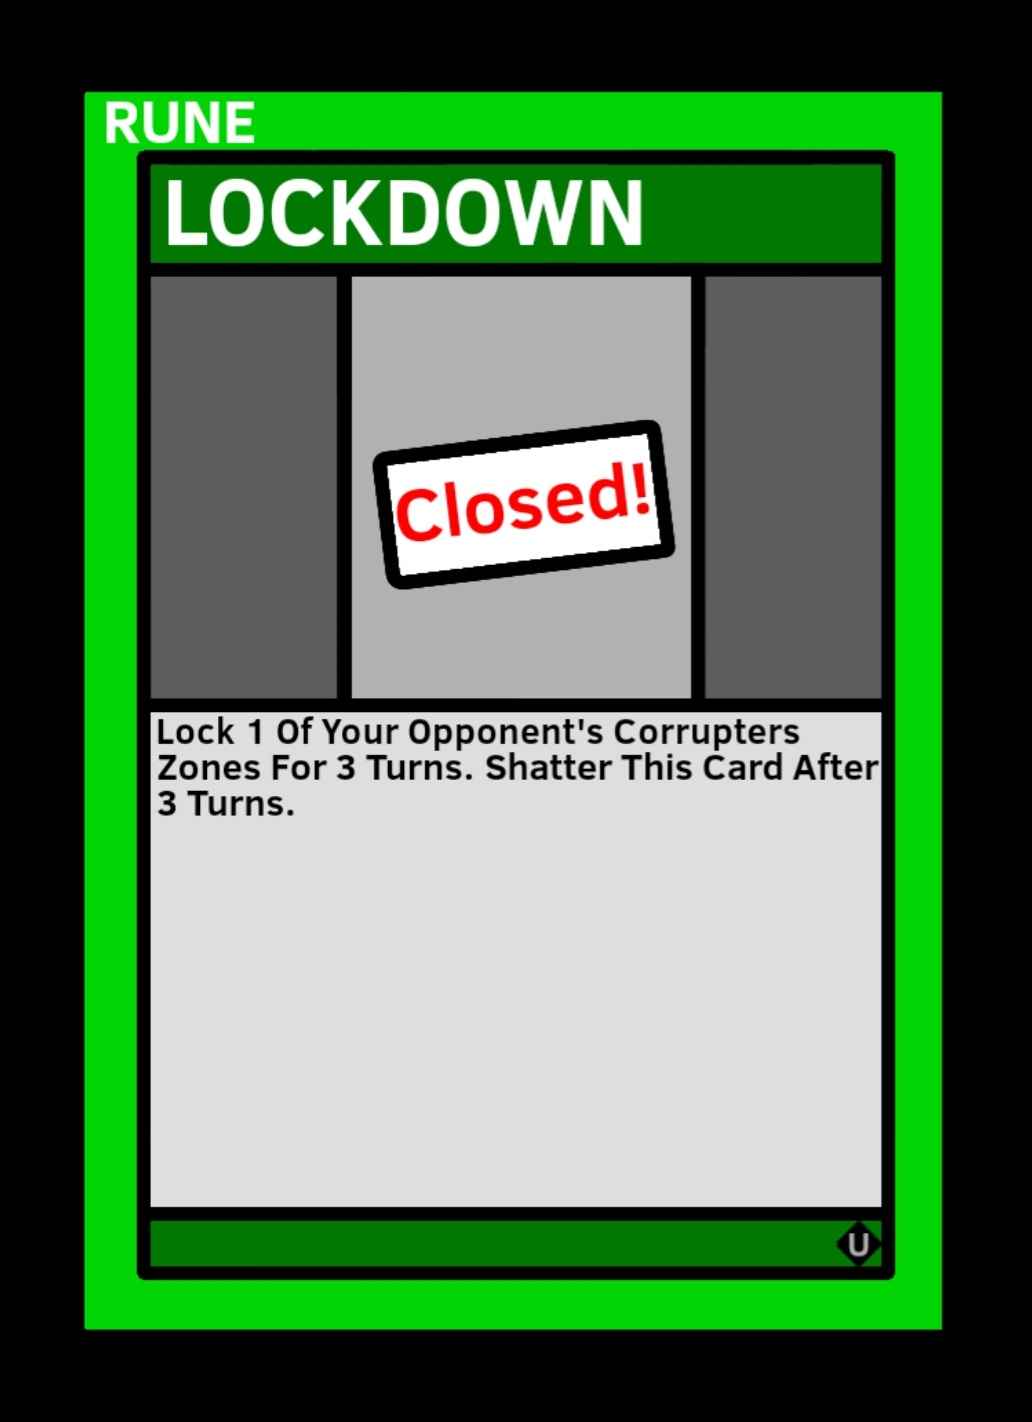 RUNE
LOCKDOWN
Closed!
Lock 1 Of Your Opponent's Corrupters
Zones For 3 Turns. Shatter This Card After
3 Turns.
U